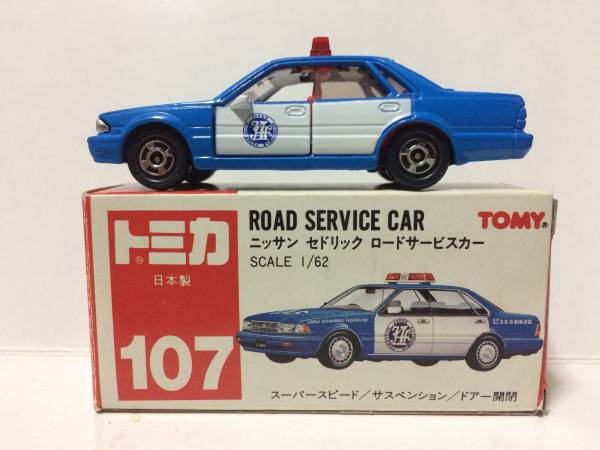 トミカ
®
日本製
107
ROAD SERVICE CAR
ニッサン セドリック ロードサービスカー
SCALE 1/62
TOMY®
スーパースピード/サスペンション/ドアー開閉